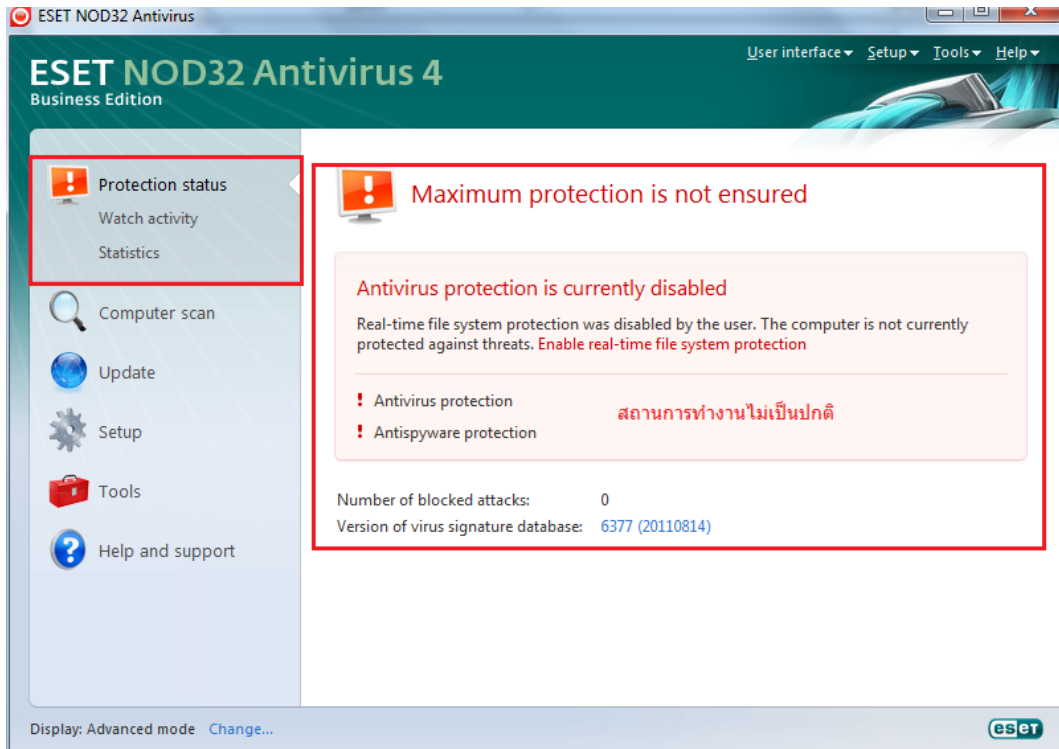 ESET NOD32 Antivirus
User interface Setup Tools Help
ESET NOD32 Antivirus 4
Business Edition
Protection status
Watch activity
Statistics
Computer scan
Update
Setup
Tools
Help and support
Maximum protection is not ensured
Antivirus protection is currently disabled
Real-time file system protection was disabled by the user. The computer is not currently
protected against threats. Enable real-time file system protection
! Antivirus protection
! Antispyware protection
สถานการทำงานไม่เป็นปกติ
Number of blocked attacks: 0
Version of virus signature database: 6377 (20110814)
Display: Advanced mode Change...
eseT